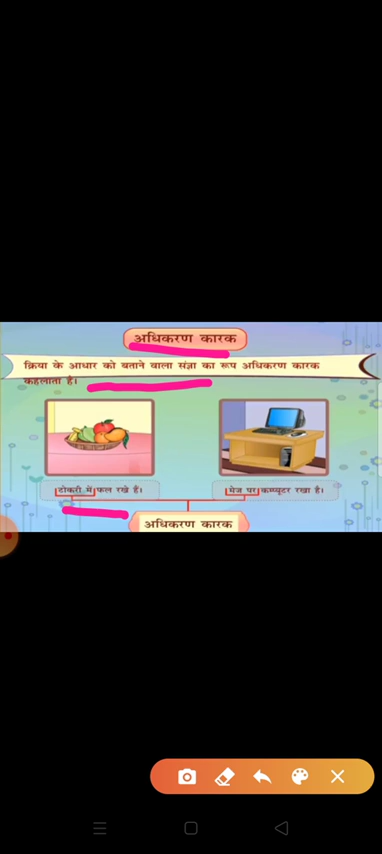 अधिकरण कारक
क्रिया के आधार को बताने वाला संज्ञा का रूप अधिकरण कारक
कहलाता है।
टोकरी में फल रखे हैं।
मेज पर कम्प्यूटर रखा है।
अधिकरण कारक